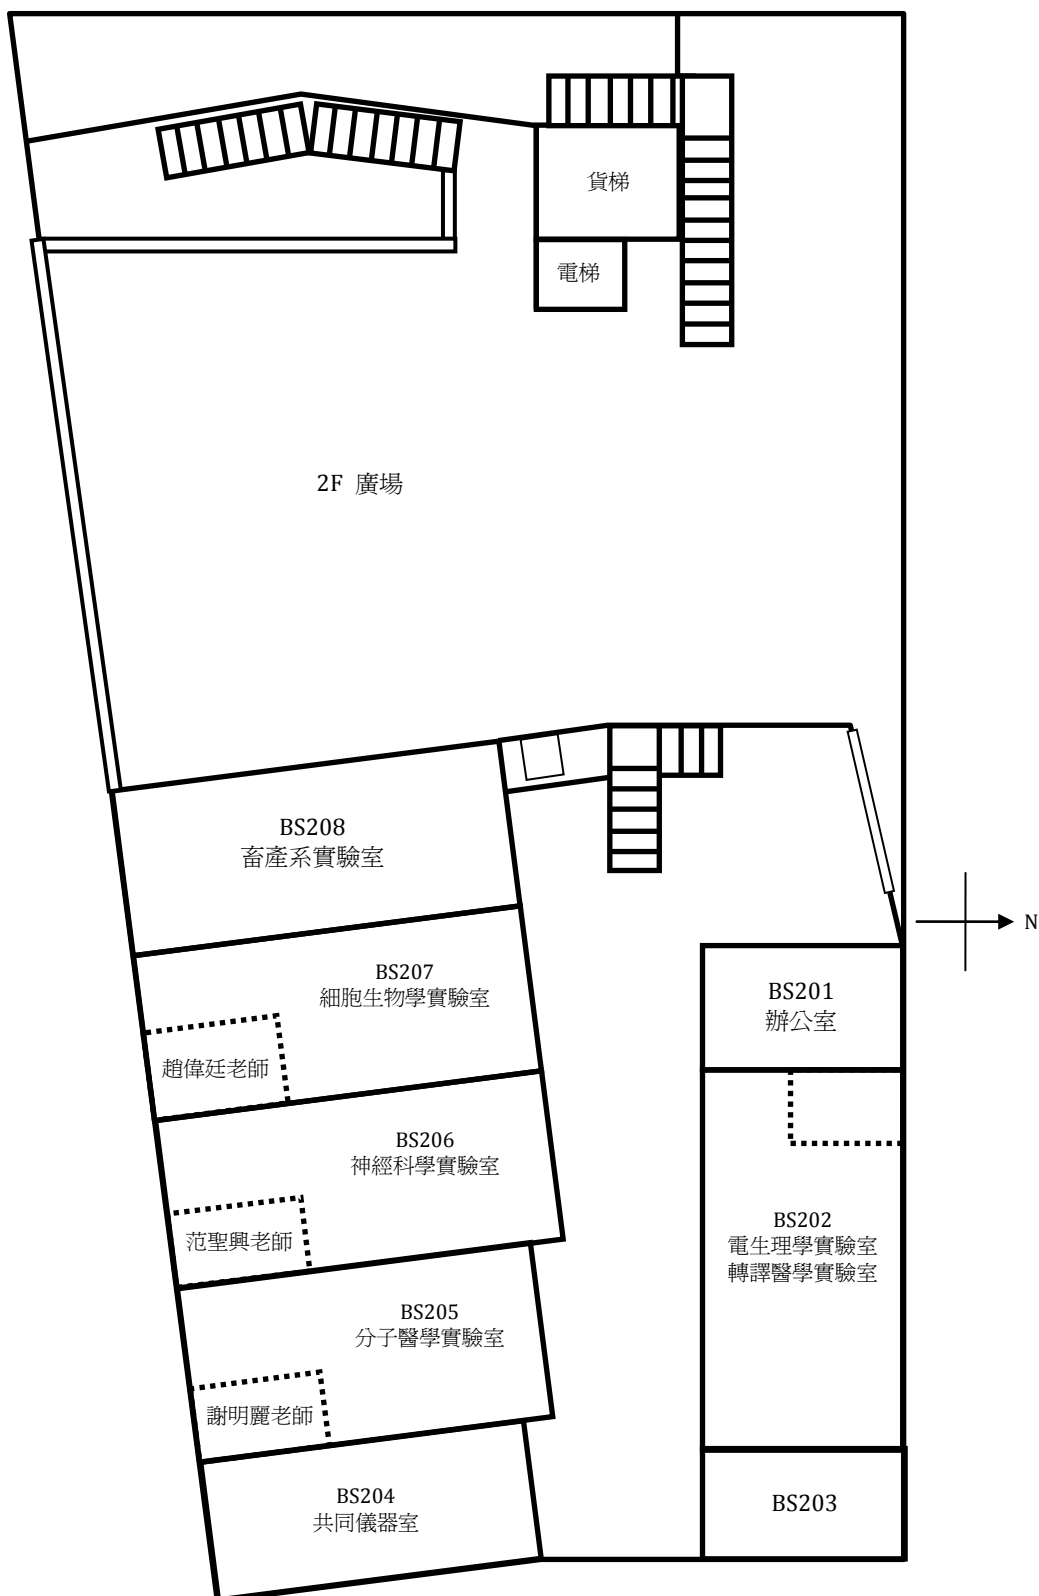 貨梯
電梯
2F 廣場
BS208
畜產系實驗室
N
BS207
細胞生物學實驗室
BS201
辦公室
趙偉廷老師
BS206
神經科學實驗室
BS202
電生理學實驗室
轉譯醫學實驗室
范聖興老師
BS205
分子醫學實驗室
謝明麗老師
BS204
共同儀器室
BS203